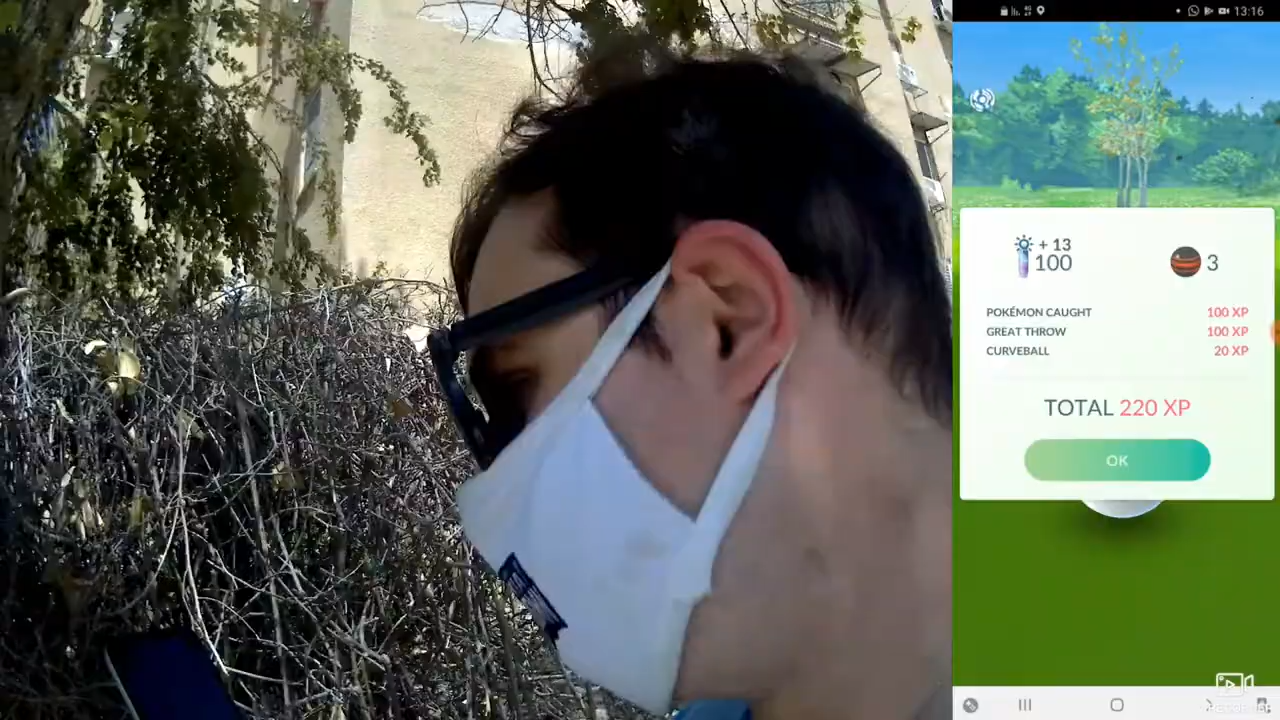 13:16
+ 13
100
3
POKÉMON CAUGHT 100 XP
GREAT THROW 100 XP
CURVEBALL 20 XP
TOTAL 220 XP
OK